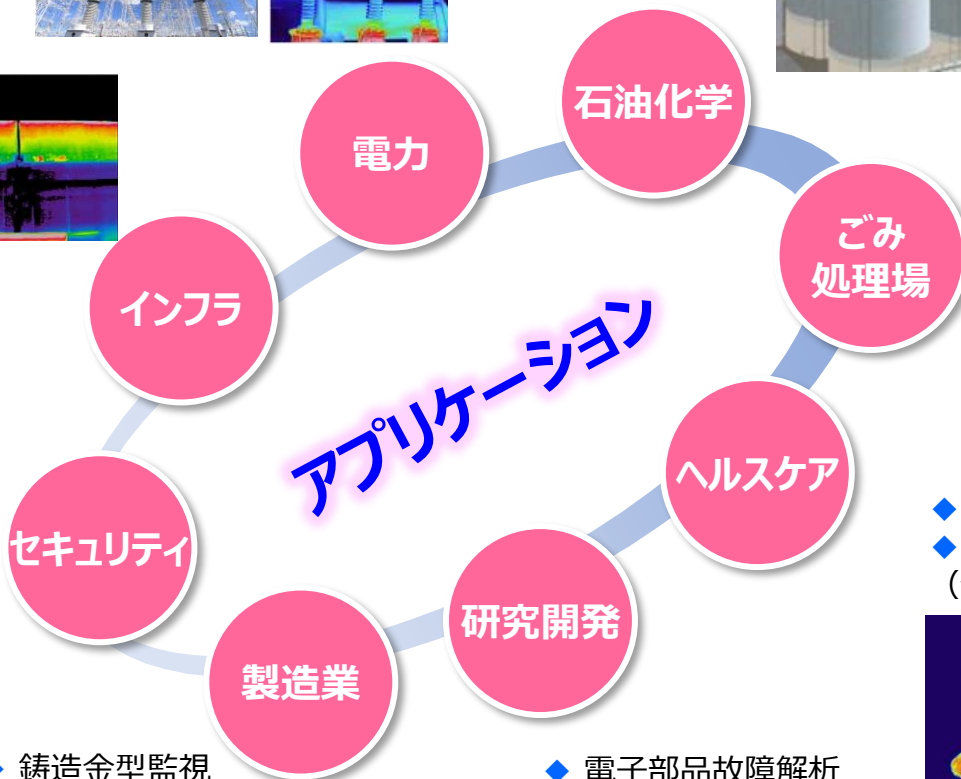 石油化学
電力
ごみ
処理場
インフラ
アプリケーション
ヘルスケア
セキュリティ
研究開発
製造業
◆
◆
(
◆ 鋳造金型監視
◆ 電子部品故障解析